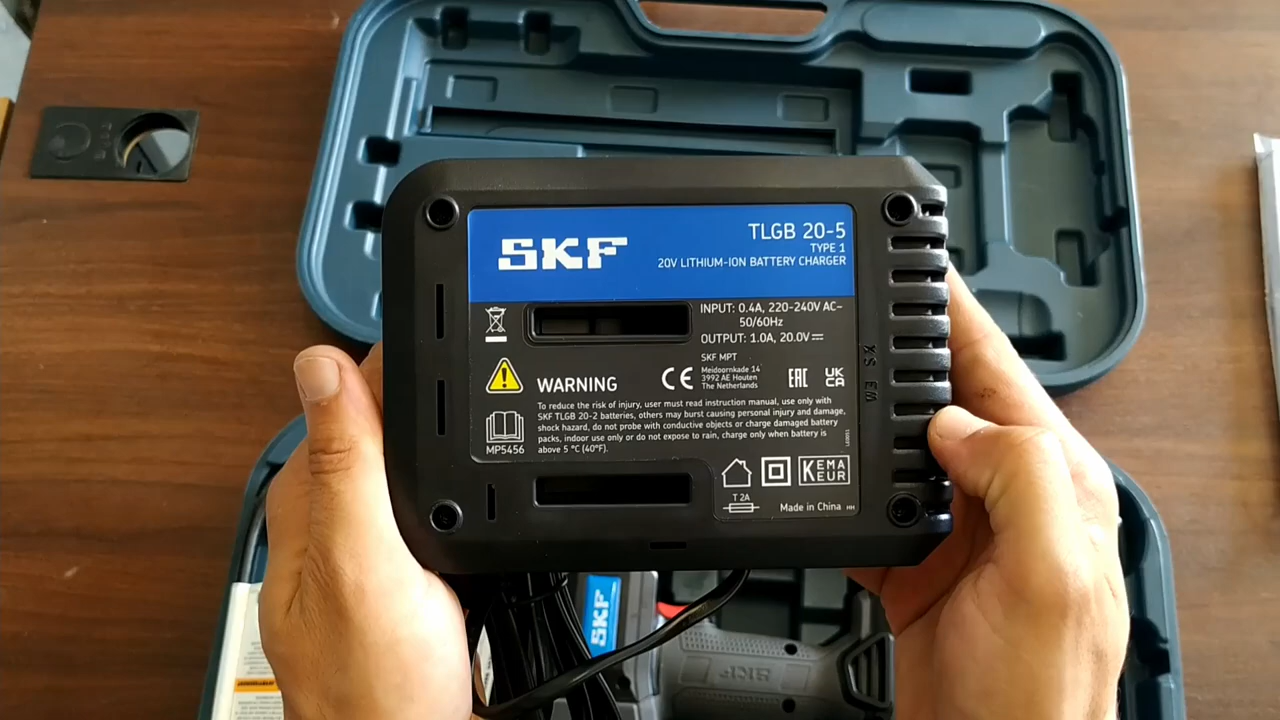 SKF
TLGB 20-5
TYPE 1
20V LITHIUM-ION BATTERY CHARGER
INPUT: 0.4A, 220-240V AC~
50/60Hz
OUTPUT: 1.0A, 20.0V
SKF MPT
Meidoornkade 14
3992 AE Houten
The Netherlands
CE
EAC
UK
CA
WARNING
To reduce the risk of injury, user must read instruction manual, use only with
SKF TLGB 20-2 batteries, others may burst causing personal injury and damage,
shock hazard, do not probe with conductive objects or charge damaged battery
packs, indoor use only or do not expose to rain, charge only when battery is
above 5 °C (40°F).
MP5456
KEMA
EUR
T 2A
Made in China HH
SKF
SKF